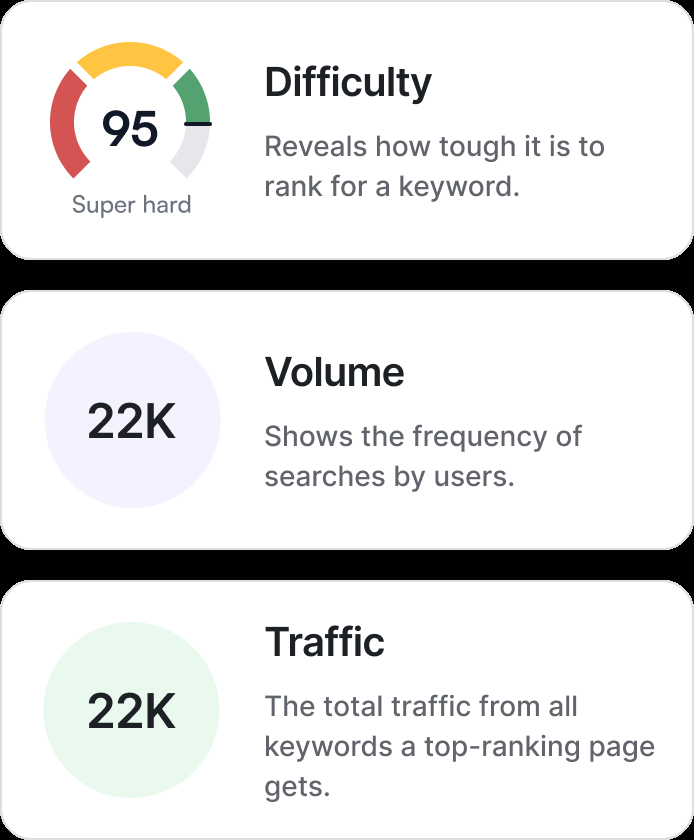 95
Super hard
Difficulty
Reveals how tough it is to
rank for a keyword.
22K
Volume
Shows the frequency of
searches by users.
22K
Traffic
The total traffic from all
keywords a top-ranking page
gets.